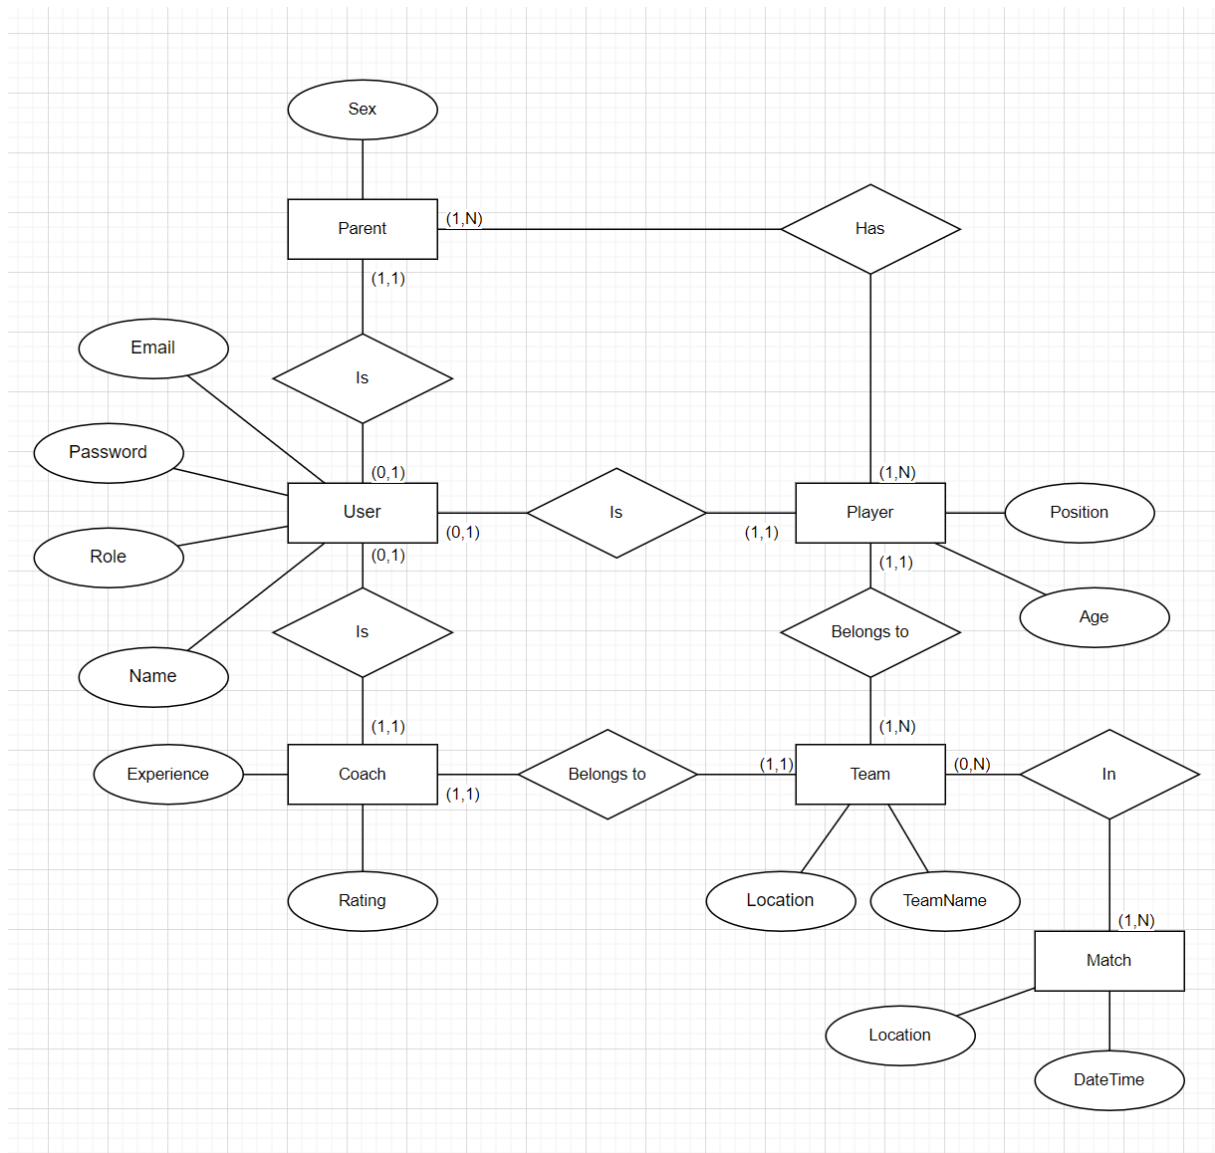 Sex
Parent
(1,N)
Has
(1,1)
Email
Is
Password
(0,1)
(1,N)
User
Is
Player
Position
(0,1)
(1,1)
Role
(0,1)
(1,1)
Age
Is
Belongs to
Name
(1,1)
(1,N)
Experience
Coach
Belongs to
(1,1)
Team
(0,N)
In
(1,1)
Rating
Location
TeamName
(1,N)
Match
Location
DateTime